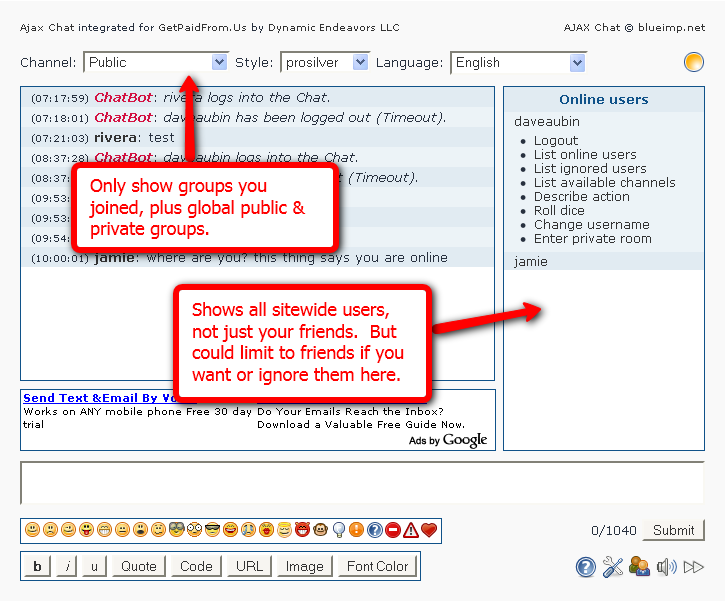 Ajax Chat integrated for GetPaidFrom.Us by Dynamic Endeavors LLC
AJAX Chat © blueimp.net
Channel: Public Style: prosilver Language: English
(07:17:59) ChatBot: rivera logs into the Chat.
(07:18:01) ChatBot: daveaubin has been logged out (Timeout).
(07:21:03) rivera: test
(08:37:28) ChatBot: daveaubin logs into the Chat.
(08:37: (Timeout).
(09:53
(09:53
(09:54:
(10:00:01) jamie: where are you? this thing says you are online
Only show groups you
joined, plus global public &
private groups.
Shows all sitewide users,
not just your friends. But
could limit to friends if you
want or ignore them here.
Online users
daveaubin
Logout
List online users
List ignored users
List available channels
Describe action
Roll dice
Change username
Enter private room
jamie
Send Text &Email By
Works on ANY mobile phone Free 30 day
trial
Do Your Emails Reach the Inbox?
Download a Valuable Free Guide Now.
Ads by Google
0/1040 Submit
b i u Quote Code URL Image Font Color